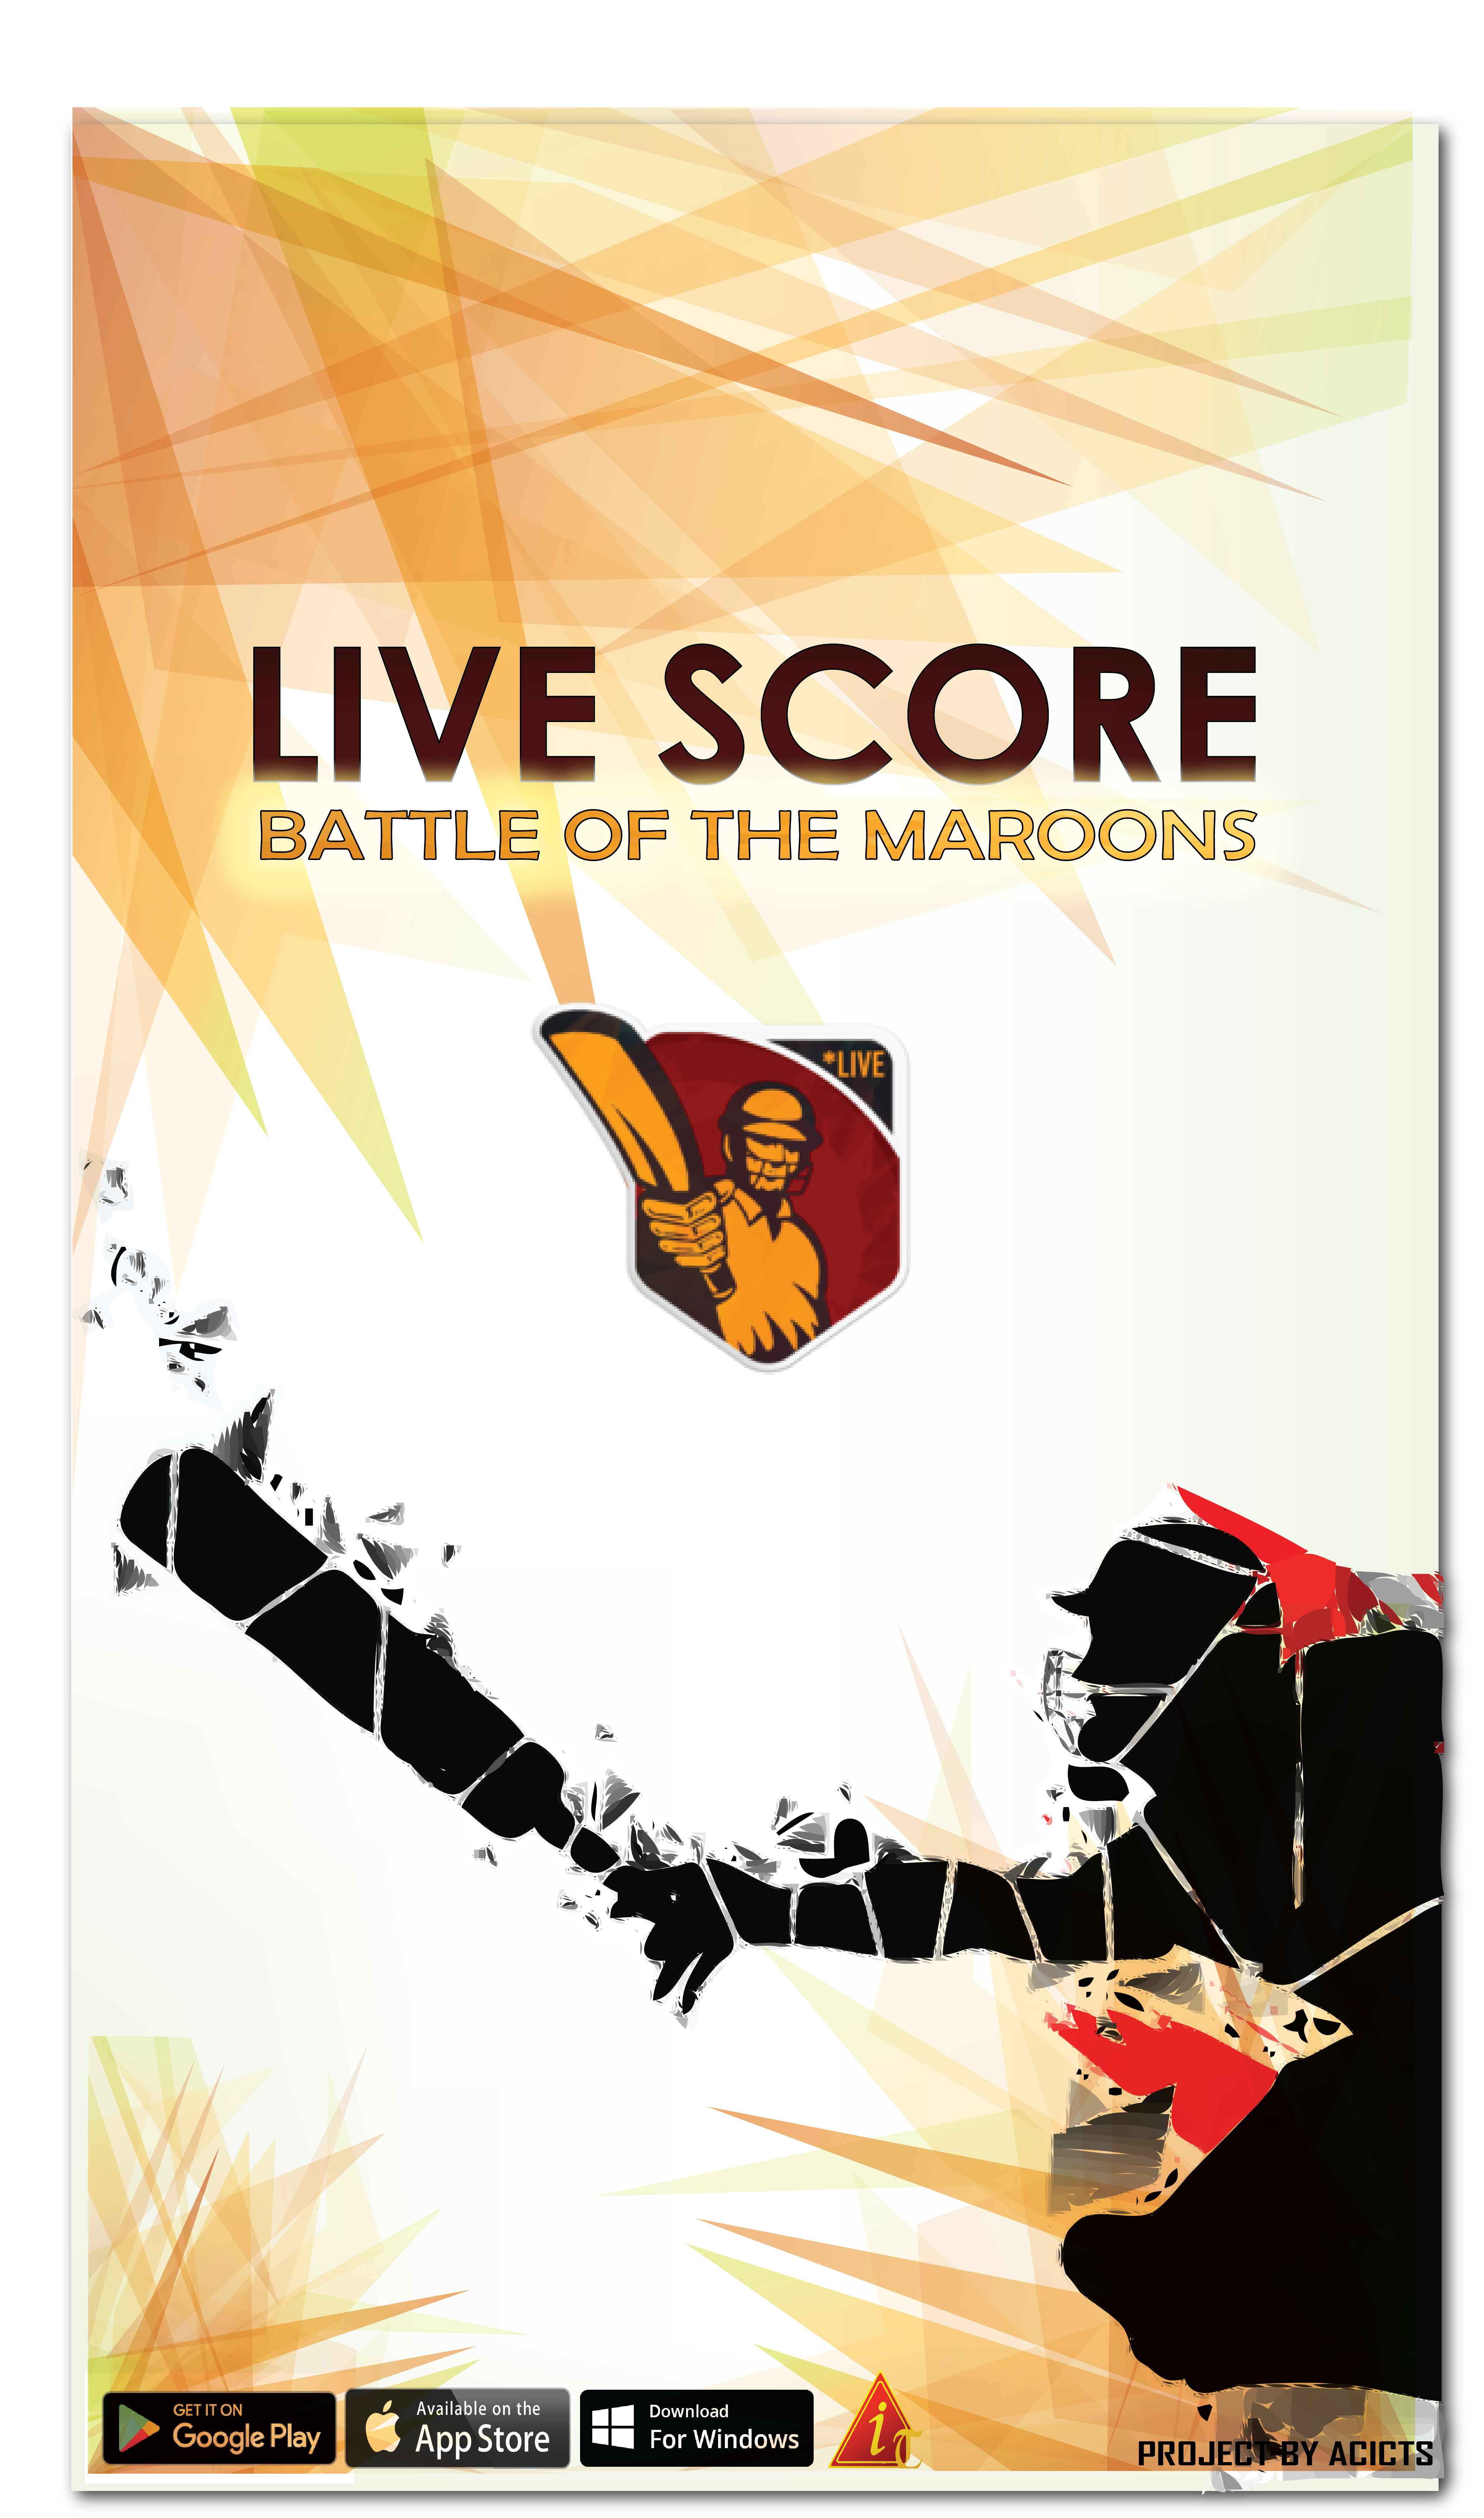 LIVE SCORE
BATTLE OF THE MAROONS
*LIVE
GET IT ON
Google Play
Available on the
App Store
Download
For Windows
iT
PROJECT BY ACICTS